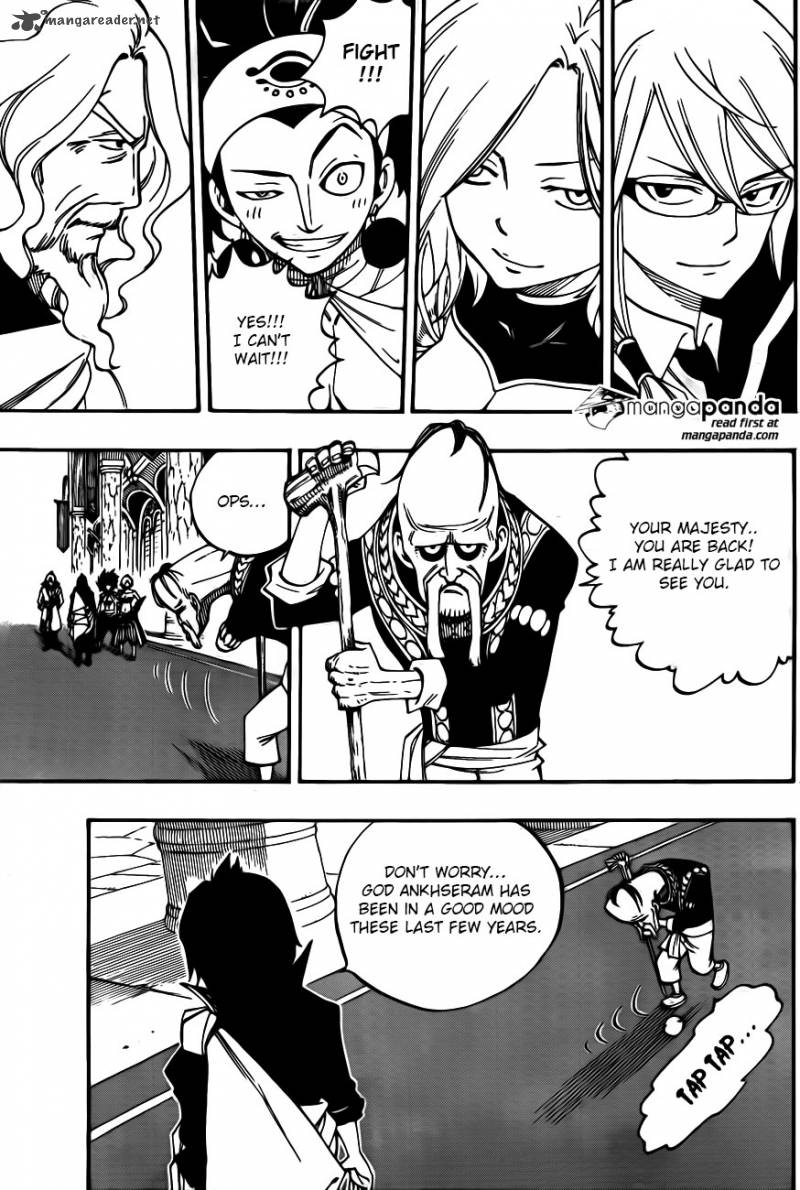 mangareader.net
FIGHT
!!!
YES!!!
I CAN'T
WAIT!!!
mangapanda
read first at
mangapanda.com
YOUR MAJESTY..
YOU ARE BACK!
I AM REALLY GLAD TO
SEE YOU.
OPS...
DON'T WORRY...
GOD ANKHSERAM HAS
BEEN IN A GOOD MOOD
THESE LAST FEW YEARS.
TAP TAP...